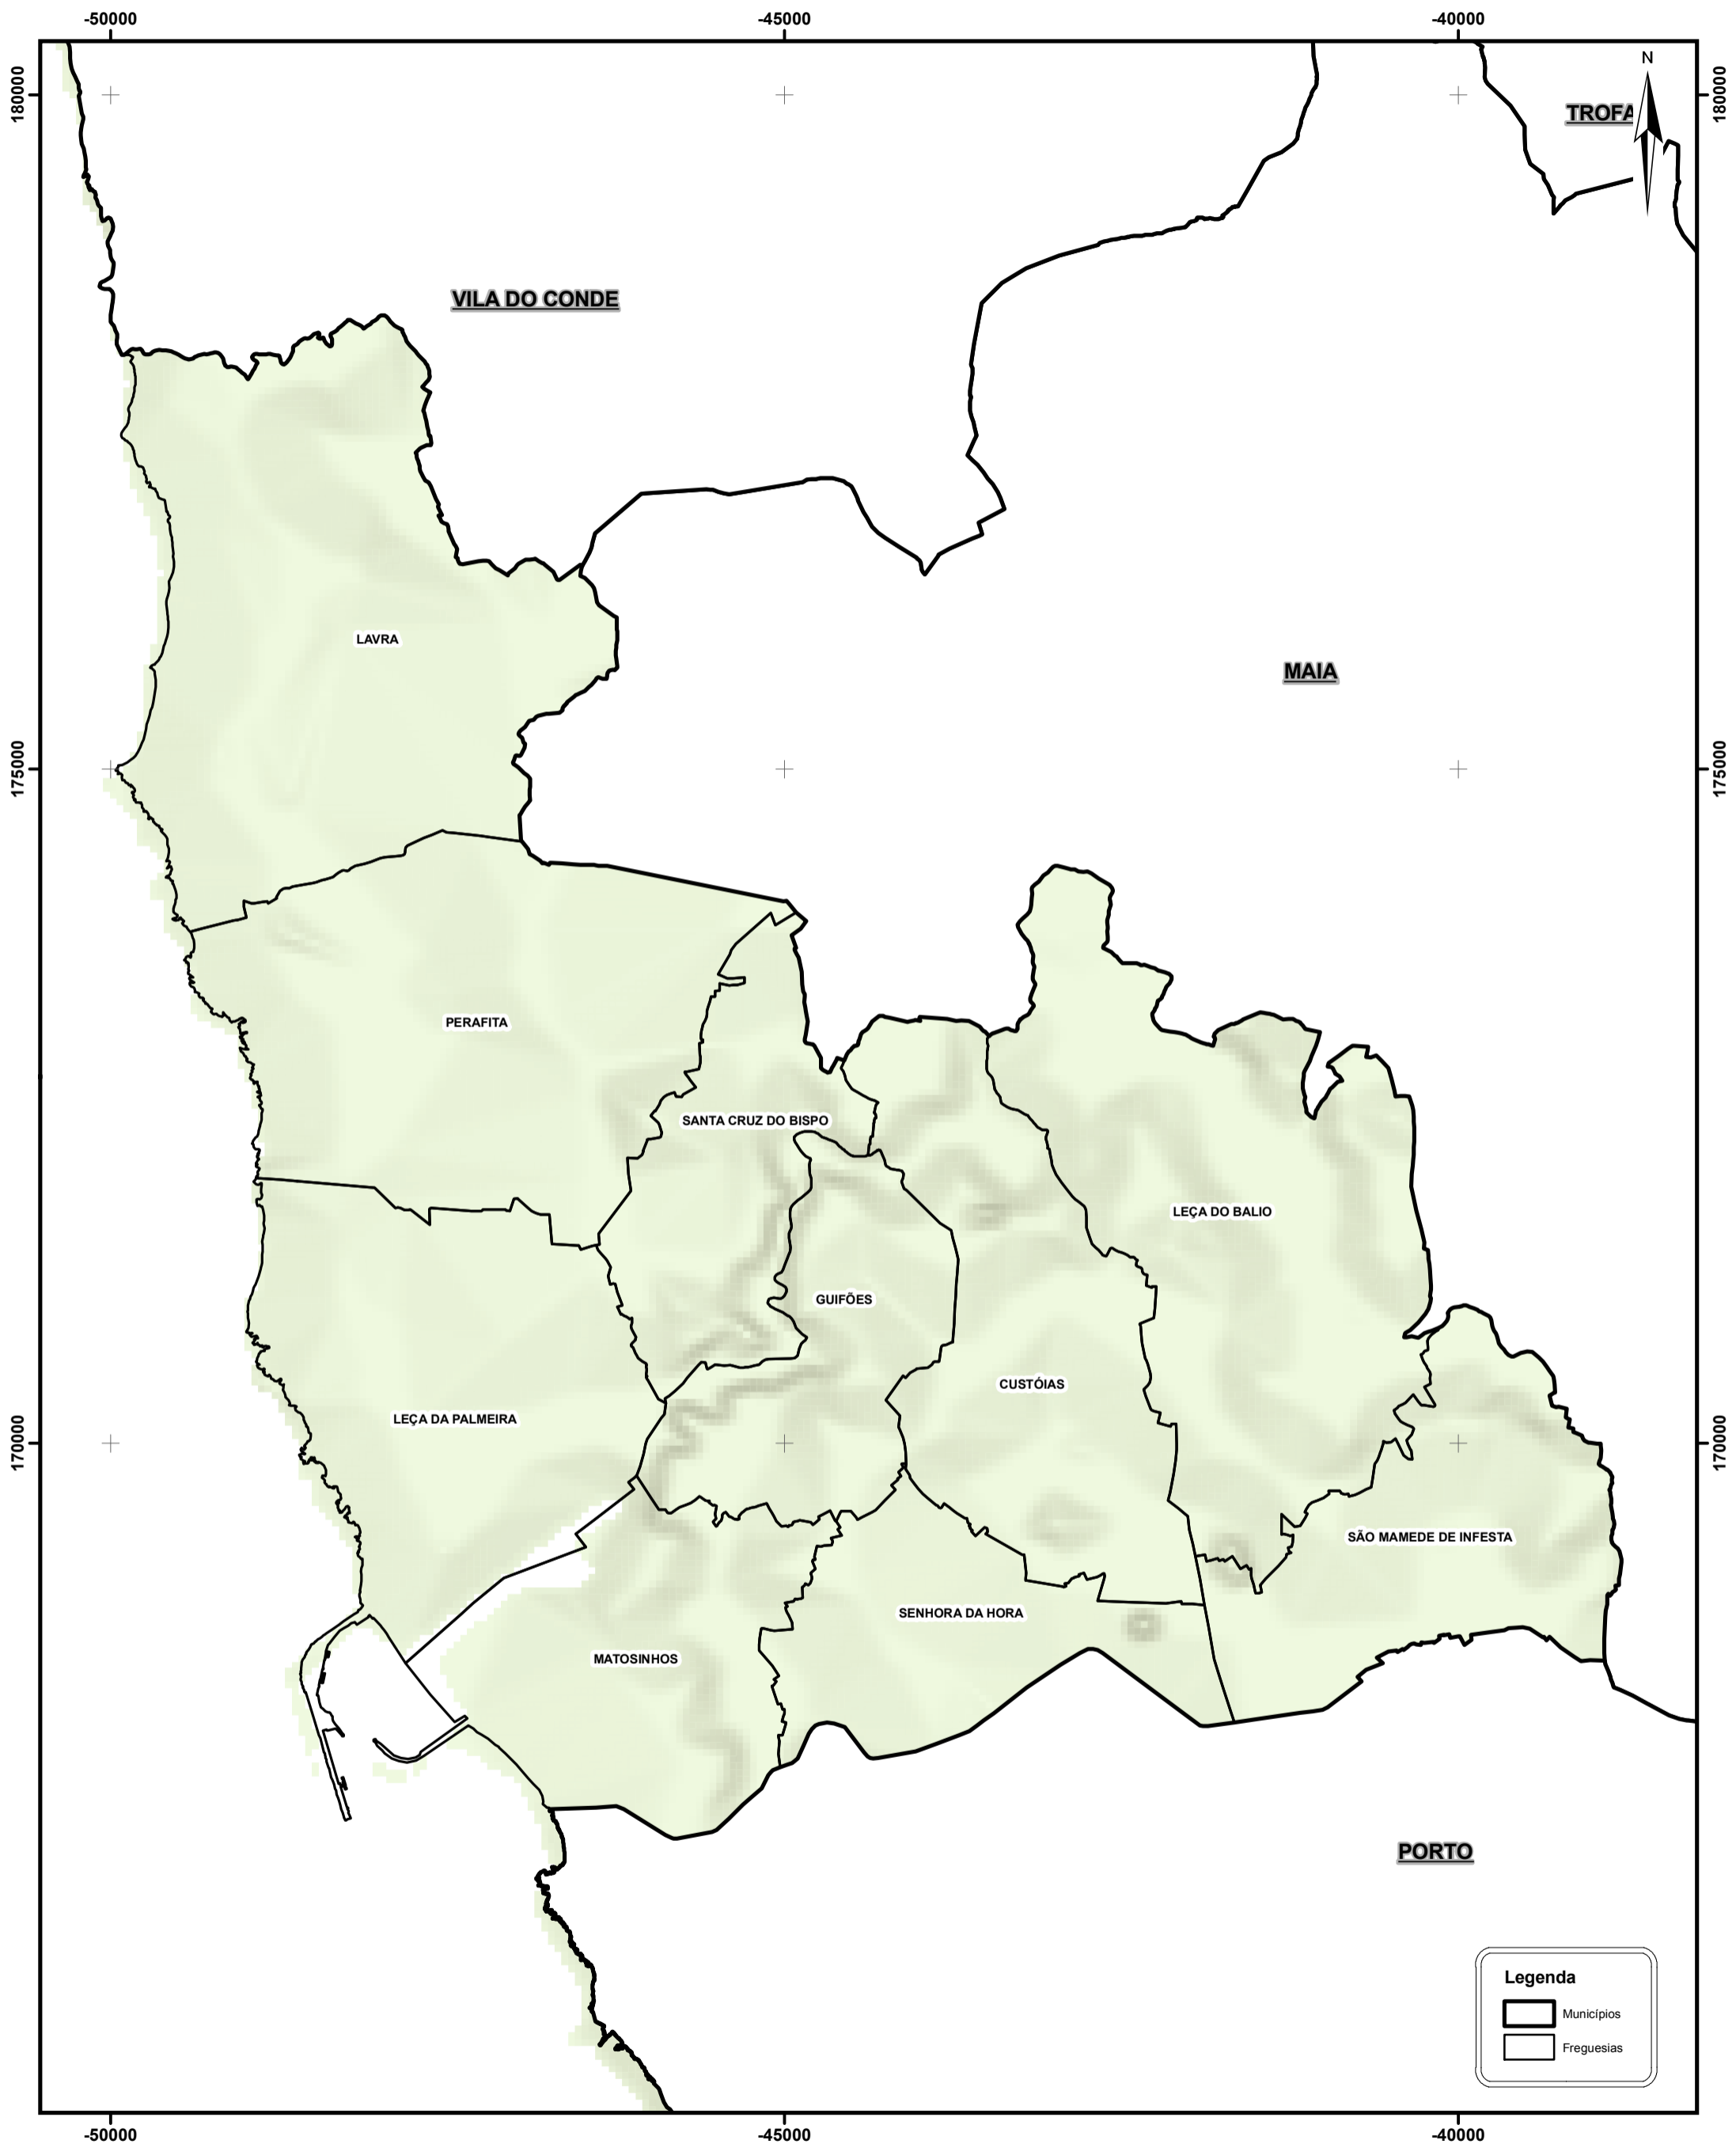 -50000
-45000
-40000
180000
180000
N
TROFA
VILA DO CONDE
LAVRA
MAIA
175000
175000
PERAFITA
SANTA CRUZ DO BISPO
LEÇA DO BALIO
GUIFÕES
CUSTÓIAS
LEÇA DA PALMEIRA
170000
170000
SÃO MAMEDE DE INFESTA
SENHORA DA HORA
MATOSINHOS
PORTO
Legenda
Municípios
Freguesias
-50000
-45000
-40000